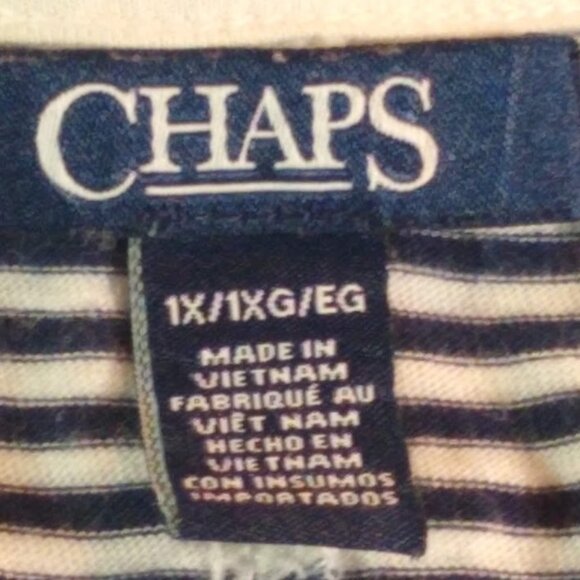 CHAPS
1X/1XG/EG
MADE IN
VIETNAM
FABRIQUÉ AU
VIÊT NAM
HECHO EN
VIETNAM
CON INSUMOS
IMPORTADOS